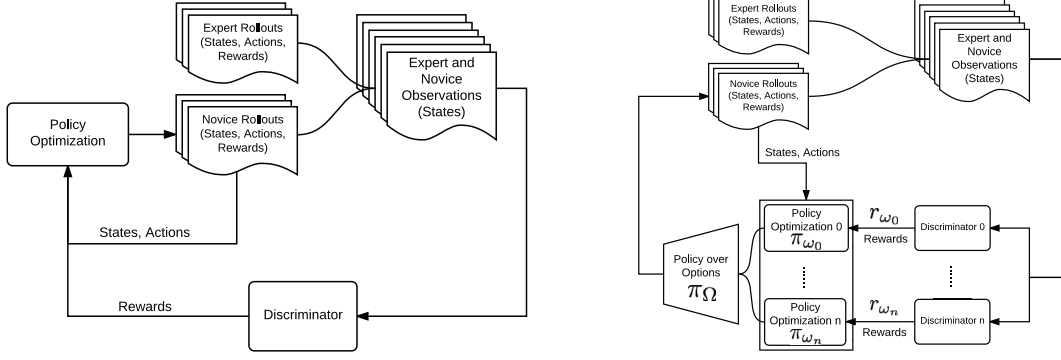 Expert Rollouts
(States, Actions,
Rewards)
Novice Rollouts
(States, Actions,
Rewards)
Expert and
Novice
Observations
(States)
Policy
Optimization
States, Actions
Rewards
Discriminator
Expert Rollouts
(States, Actions,
Rewards)
Novice Rollouts
(States, Actions,
Rewards)
Expert and
Novice
Observations
(States)
States, Actions
Policy over
Options
π_Ω
Policy
Optimization 0
π_{ω_0}
r_{ω_0}
Rewards
Discriminator 0
Policy
Optimization n
π_{ω_n}
r_{ω_n}
Rewards
Discriminator n